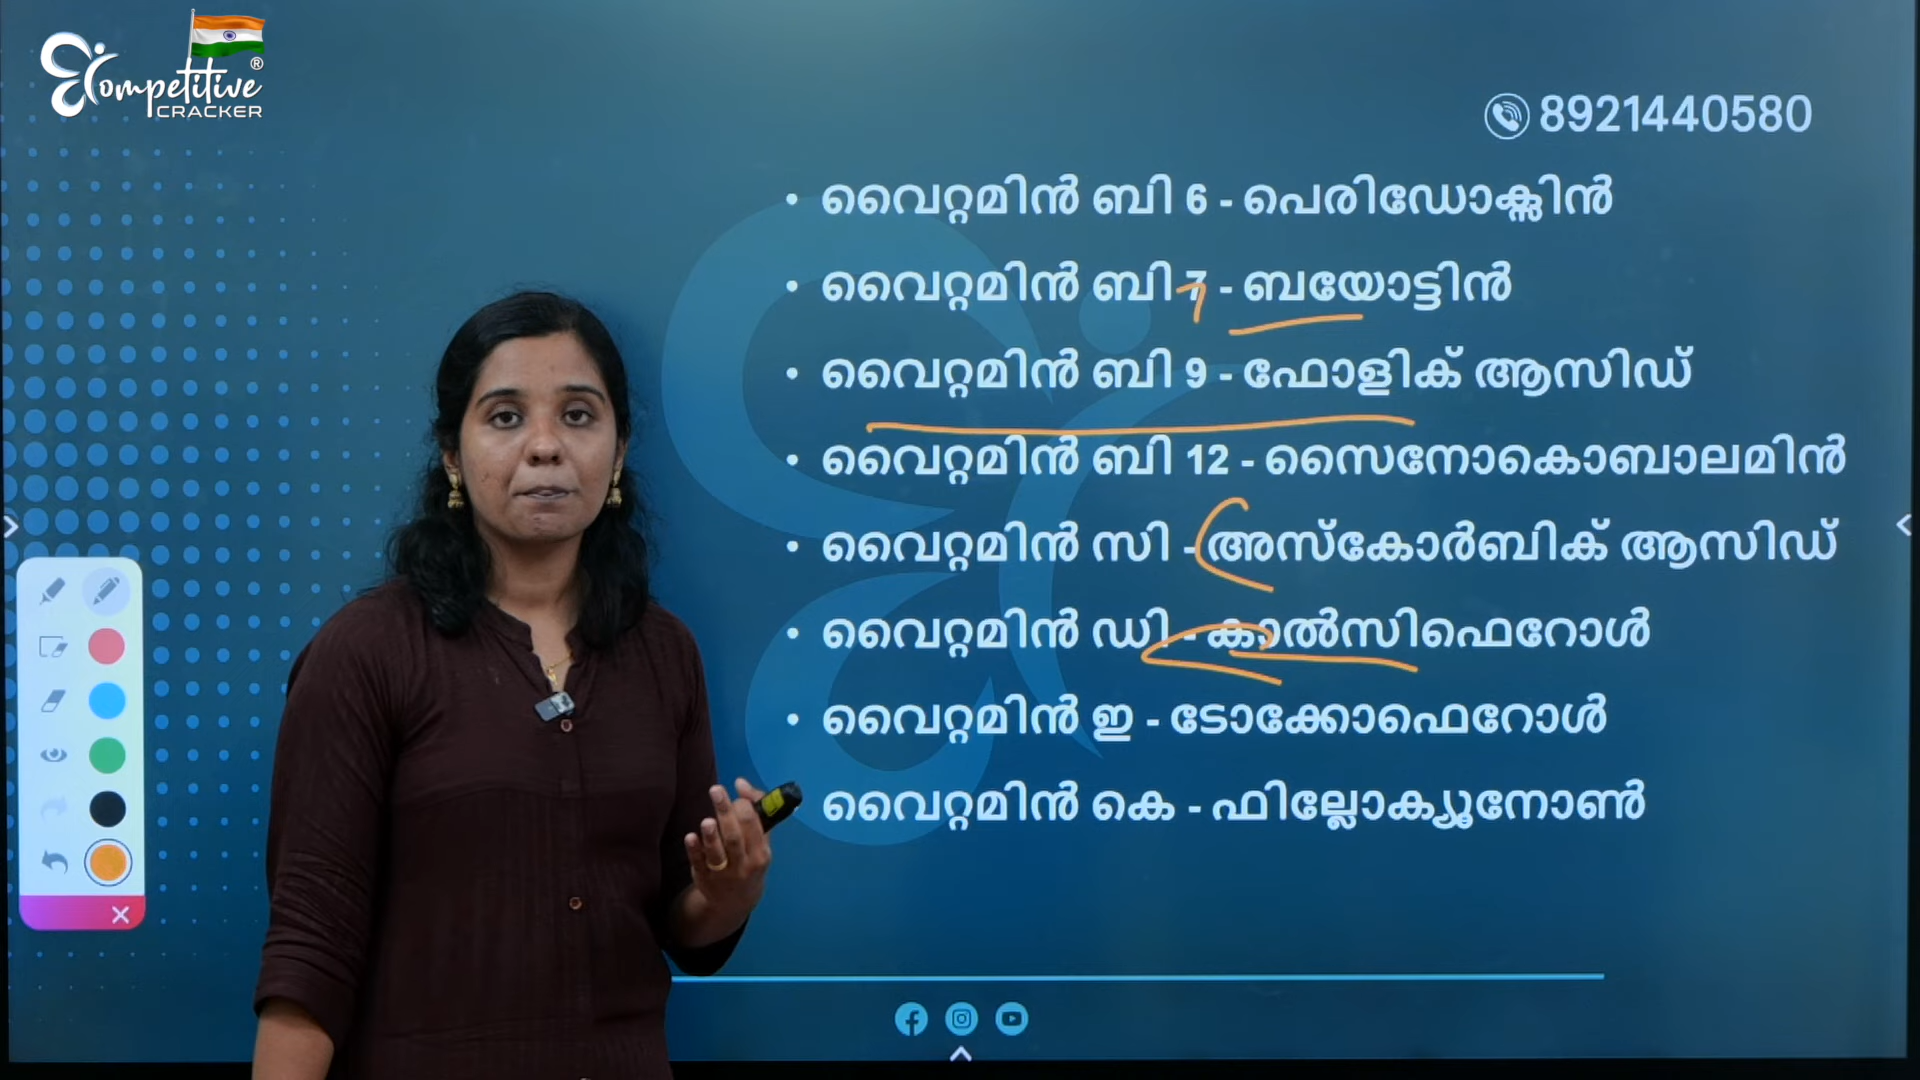 Competitive®
CRACKER
8921440580
• വൈറ്റമിൻ ബി 6 - പെരിഡോക്സിൻ
• വൈറ്റമിൻ ബി 7 - ബയോട്ടിൻ
• വൈറ്റമിൻ ബി 9 - ഫോളിക് ആസിഡ്
• വൈറ്റമിൻ ബി 12 - സൈനോകൊബാലമിൻ
• വൈറ്റമിൻ സി - അസ്കോർബിക് ആസിഡ്
• വൈറ്റമിൻ ഡി - കാൽസിഫെറോൾ
• വൈറ്റമിൻ ഇ - ടോക്കോഫെറോൾ
വൈറ്റമിൻ കെ - ഫില്ലോക്യൂനോൺ